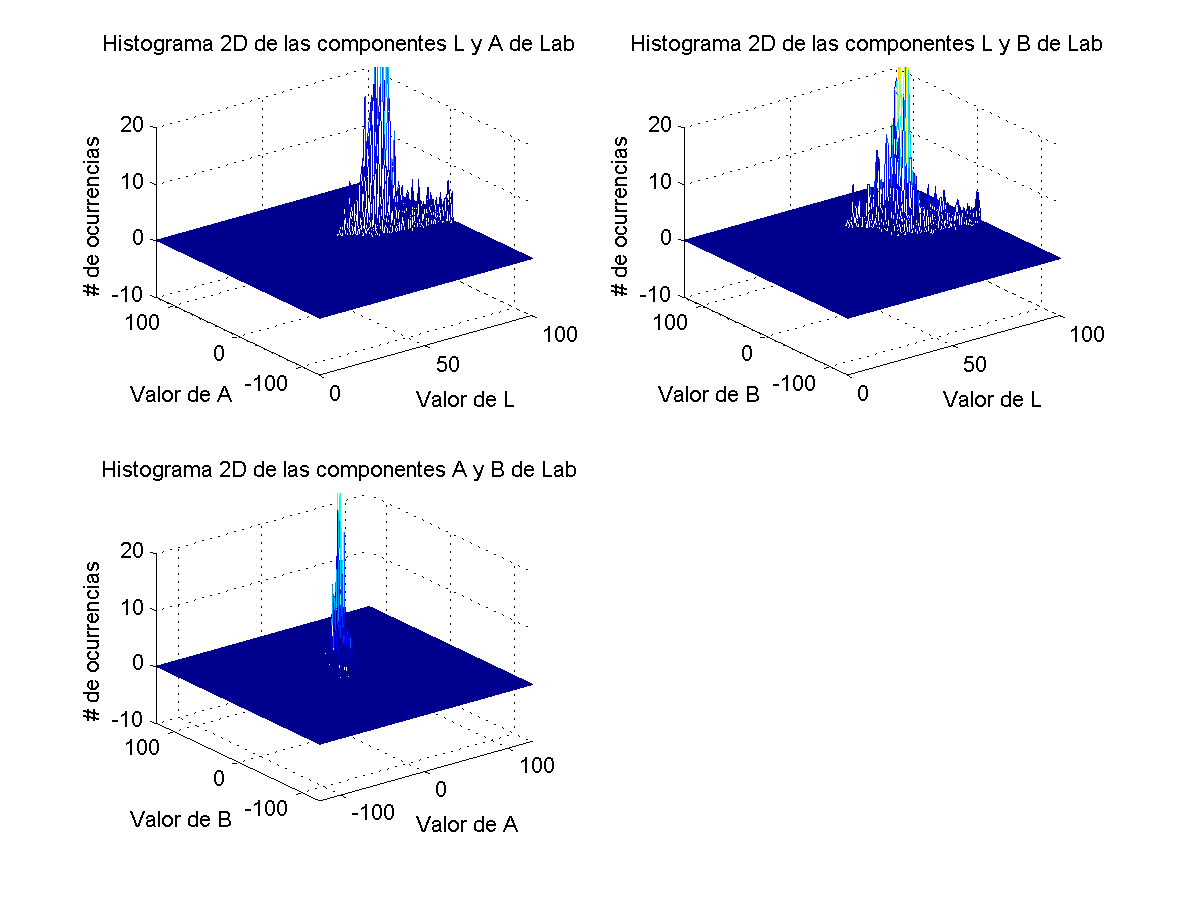 Histograma 2D de las componentes L y A de Lab
20
10
0
-10
# de ocurrencias
100
0
-100
Valor de A
0
50
100
Valor de L
Histograma 2D de las componentes L y B de Lab
20
10
0
-10
# de ocurrencias
100
0
-100
Valor de B
0
50
100
Valor de L
Histograma 2D de las componentes A y B de Lab
20
10
0
-10
# de ocurrencias
100
0
-100
Valor de B
-100
0
100
Valor de A